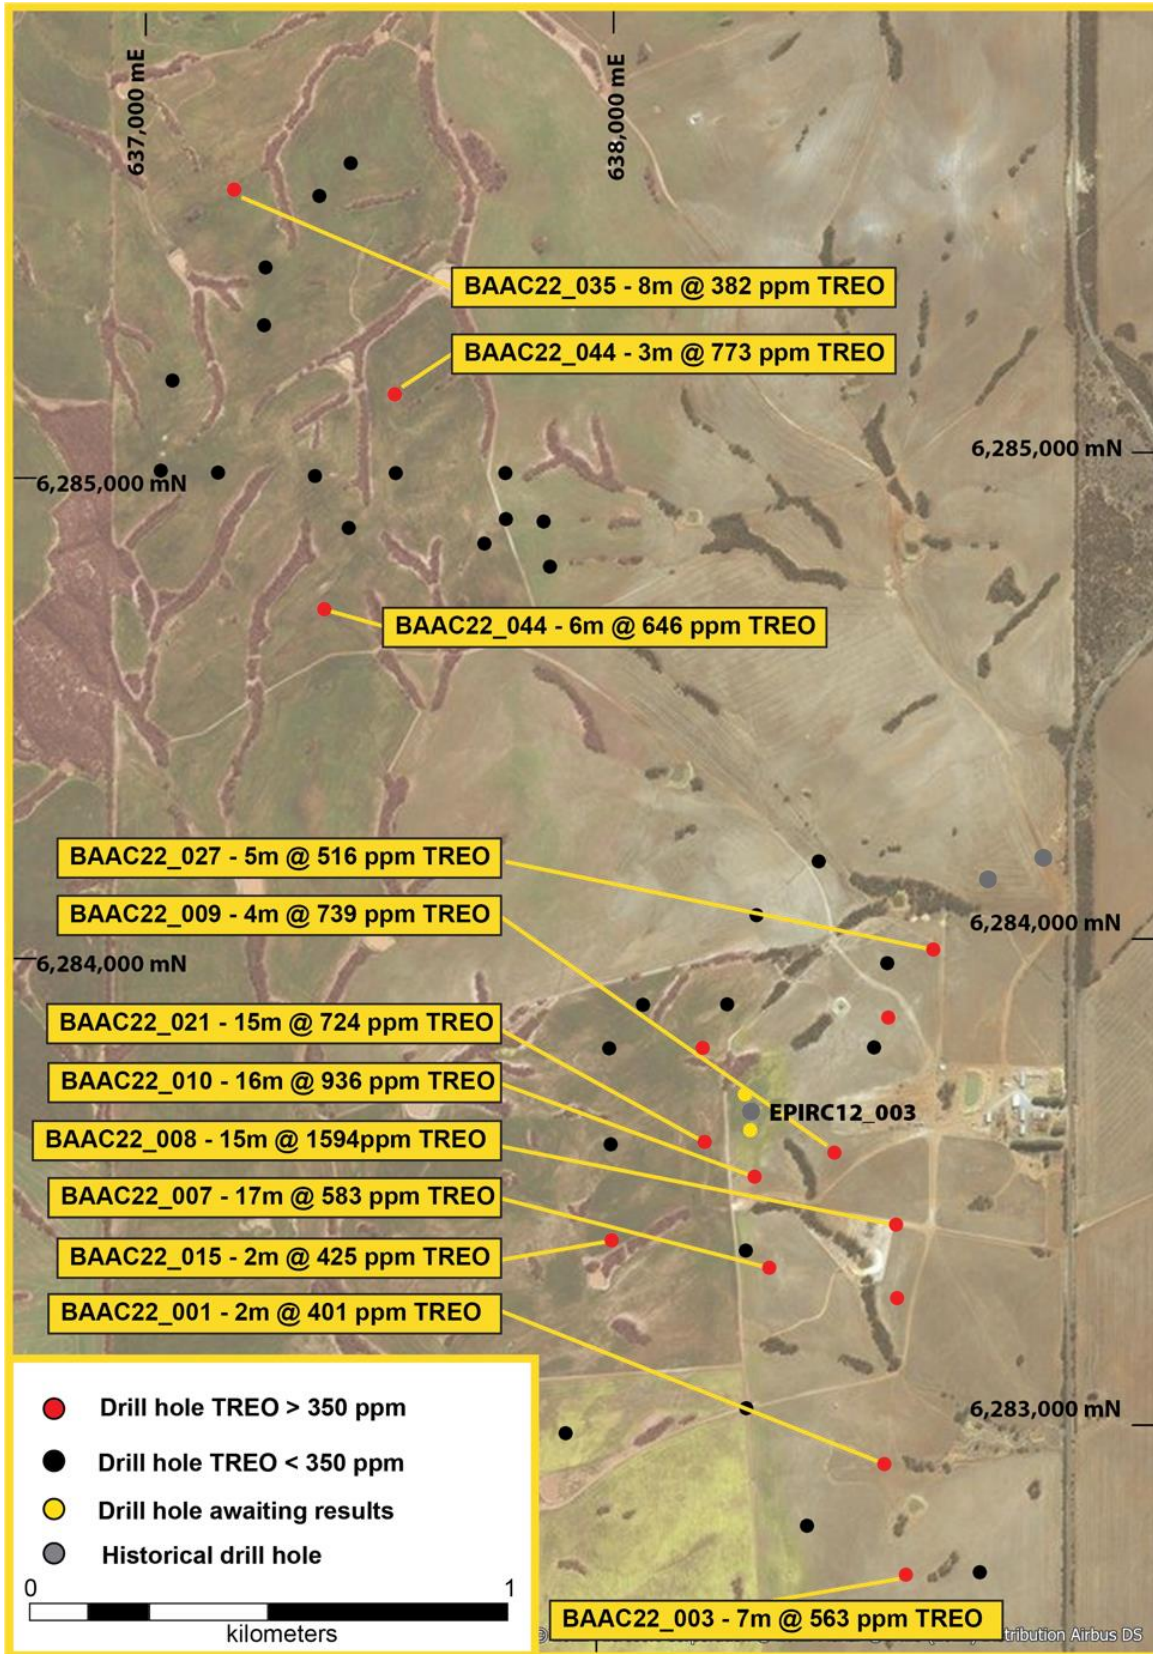 637,000 mE
638,000 mE
BAAC22_035 - 8m @ 382 ppm TREO
BAAC22_044 - 3m @ 773 ppm TREO
6,285,000 mN
6,285,000 mN
BAAC22_044 - 6m @ 646 ppm TREO
BAAC22_027 - 5m @ 516 ppm TREO
BAAC22_009 - 4m @ 739 ppm TREO
6,284,000 mN
6,284,000 mN
BAAC22_021 - 15m @ 724 ppm TREO
BAAC22_010 - 16m @ 936 ppm TREO
EPIRC12_003
BAAC22_008 - 15m @ 1594ppm TREO
BAAC22_007 - 17m @ 583 ppm TREO
BAAC22_015 - 2m @ 425 ppm TREO
BAAC22_001 - 2m @ 401 ppm TREO
6,283,000 mN
Drill hole TREO > 350 ppm
Drill hole TREO < 350 ppm
Drill hole awaiting results
Historical drill hole
0 1
kilometers
BAAC22_003 - 7m @ 563 ppm TREO
Airbus DS